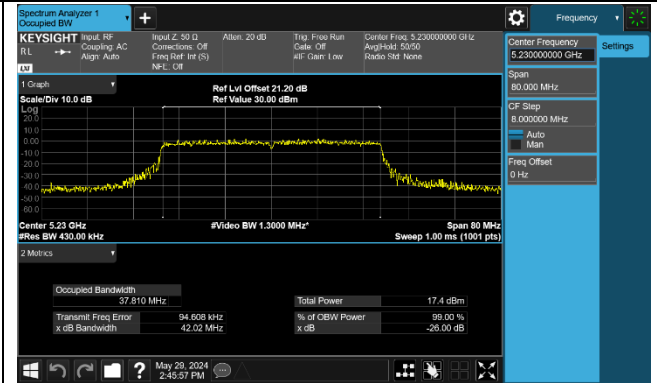 Spectrum Analyzer 1
Occupied BW
Frequency
KEYSIGHT
RL
LXI
Input: RF
Coupling: AC
Align: Auto
Input Z: 50 Ω
Corrections: Off
Freq Ref: Int (S)
NFE: Off
Atten: 20 dB
Trig: Free Run
Gate: Off
#IF Gain: Low
Center Freq: 5.230000000 GHz
Avg|Hold: 50/50
Radio Std: None
Center Frequency
5.230000000 GHz
Settings
Span
80.000 MHz
CF Step
8.000000 MHz
Auto
Man
Freq Offset
0 Hz
1 Graph
Scale/Div 10.0 dB
Ref Lvl Offset 21.20 dB
Ref Value 30.00 dBm
Log
20.0
10.0
0.00
-10.0
-20.0
-30.0
-40.0
-50.0
-60.0
Center 5.23 GHz
#Res BW 430.00 kHz
#Video BW 1.3000 MHz*
Span 80 MHz
Sweep 1.00 ms (1001 pts)
2 Metrics
Occupied Bandwidth
37.810 MHz
Total Power 17.4 dBm
Transmit Freq Error 94.608 kHz
% of OBW Power 99.00 %
x dB Bandwidth 42.02 MHz
x dB -26.00 dB
?
May 29, 2024
2:45:57 PM